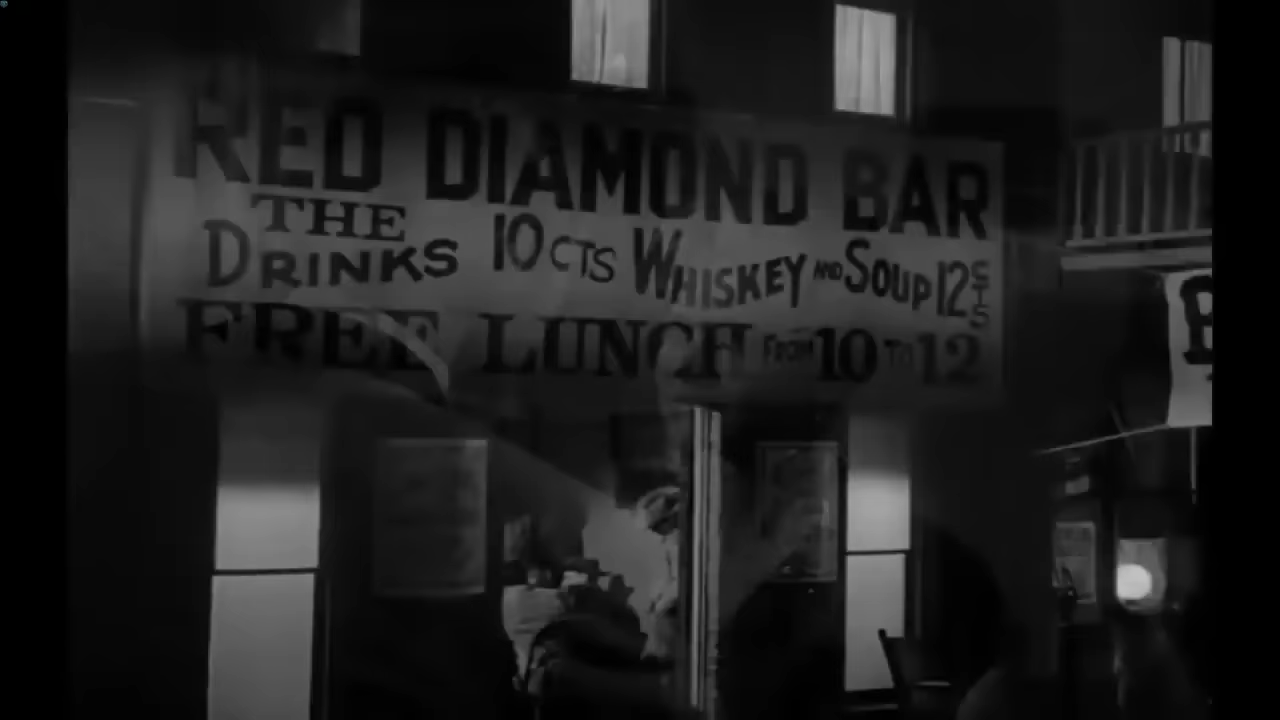 RED DIAMOND BAR
THE
DRINKS 10 CTS WHISKEY AND SOUP 12 CTS
FREE LUNCH FROM 10 TO 12